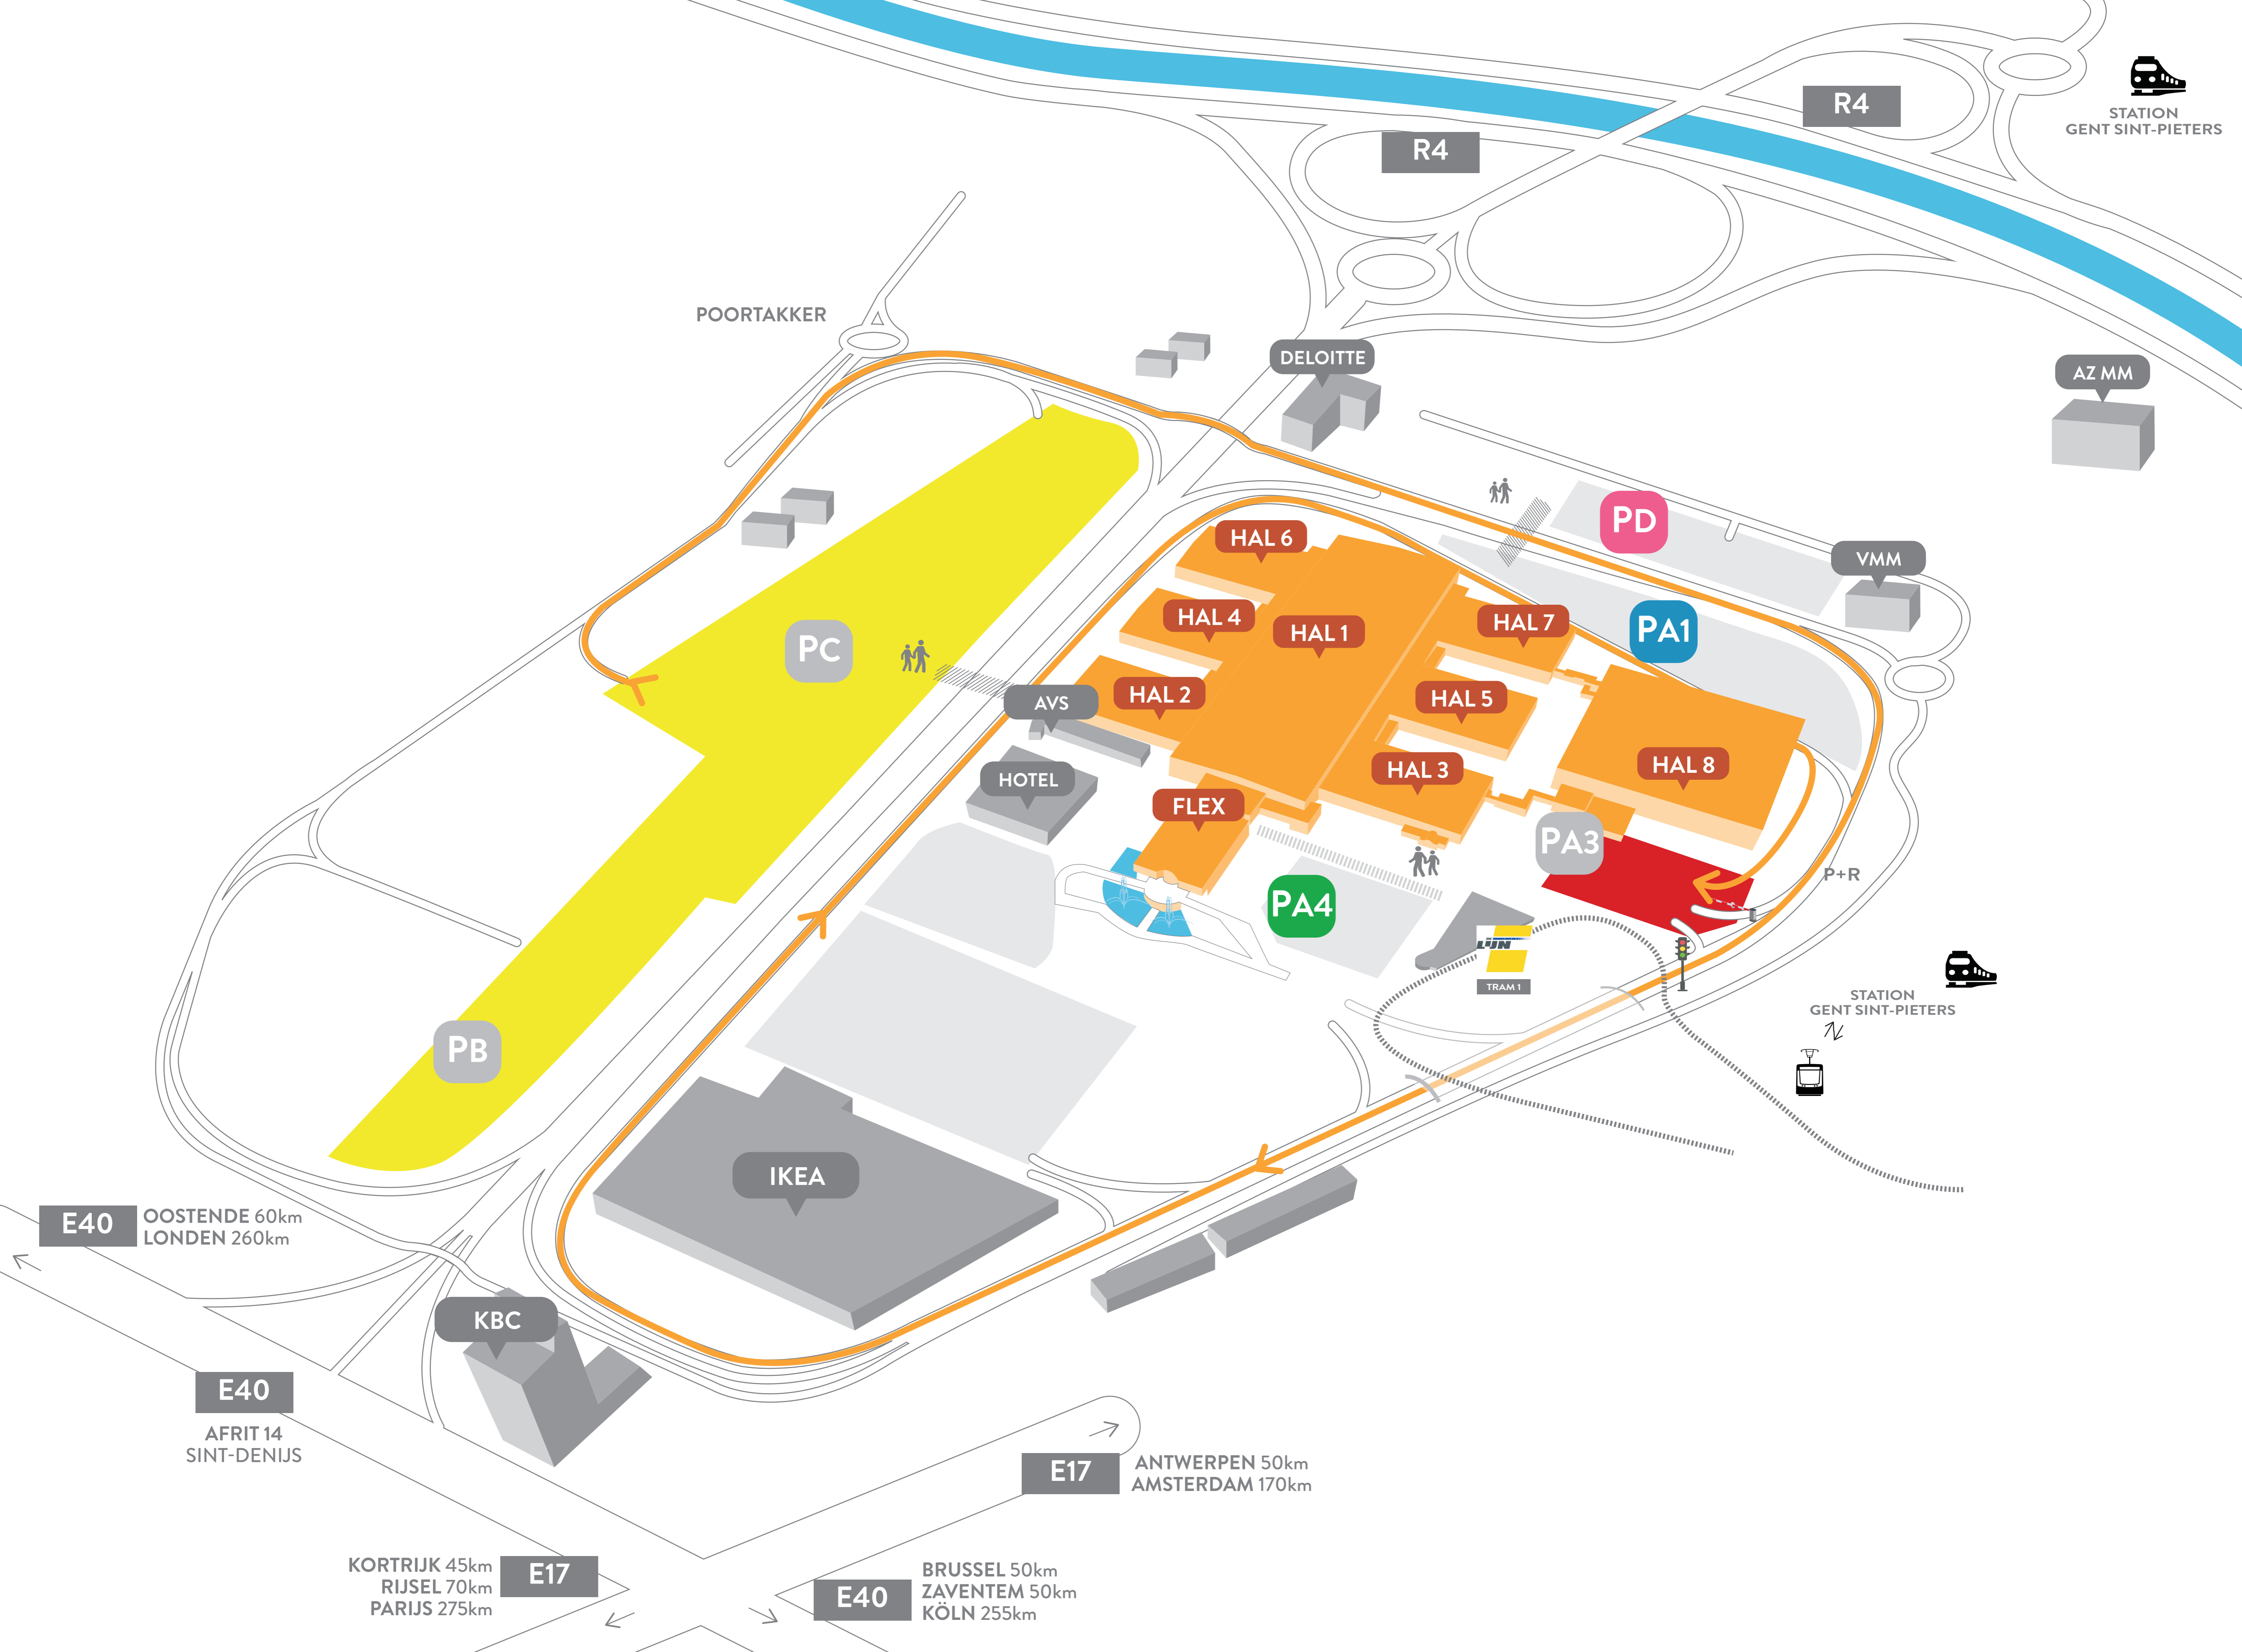 R4
STATION
GENT SINT-PIETERS
R4
POORTAKKER
DELOITTE
AZ MM
PD
HAL 6
VMM
HAL 4
HAL 1
HAL 7
PA1
PC
HAL 2
AVS
HAL 5
HOTEL
HAL 3
HAL 8
FLEX
PA3
P+R
PA4
LIJN
TRAM 1
STATION
GENT SINT-PIETERS
PB
IKEA
E40
OOSTENDE 60km
LONDEN 260km
KBC
E40
AFRIT 14
SINT-DENIJS
E17
ANTWERPEN 50km
AMSTERDAM 170km
KORTRIJK 45km
RIJSEL 70km
PARIJS 275km
E17
E40
BRUSSEL 50km
ZAVENTEM 50km
KÖLN 255km